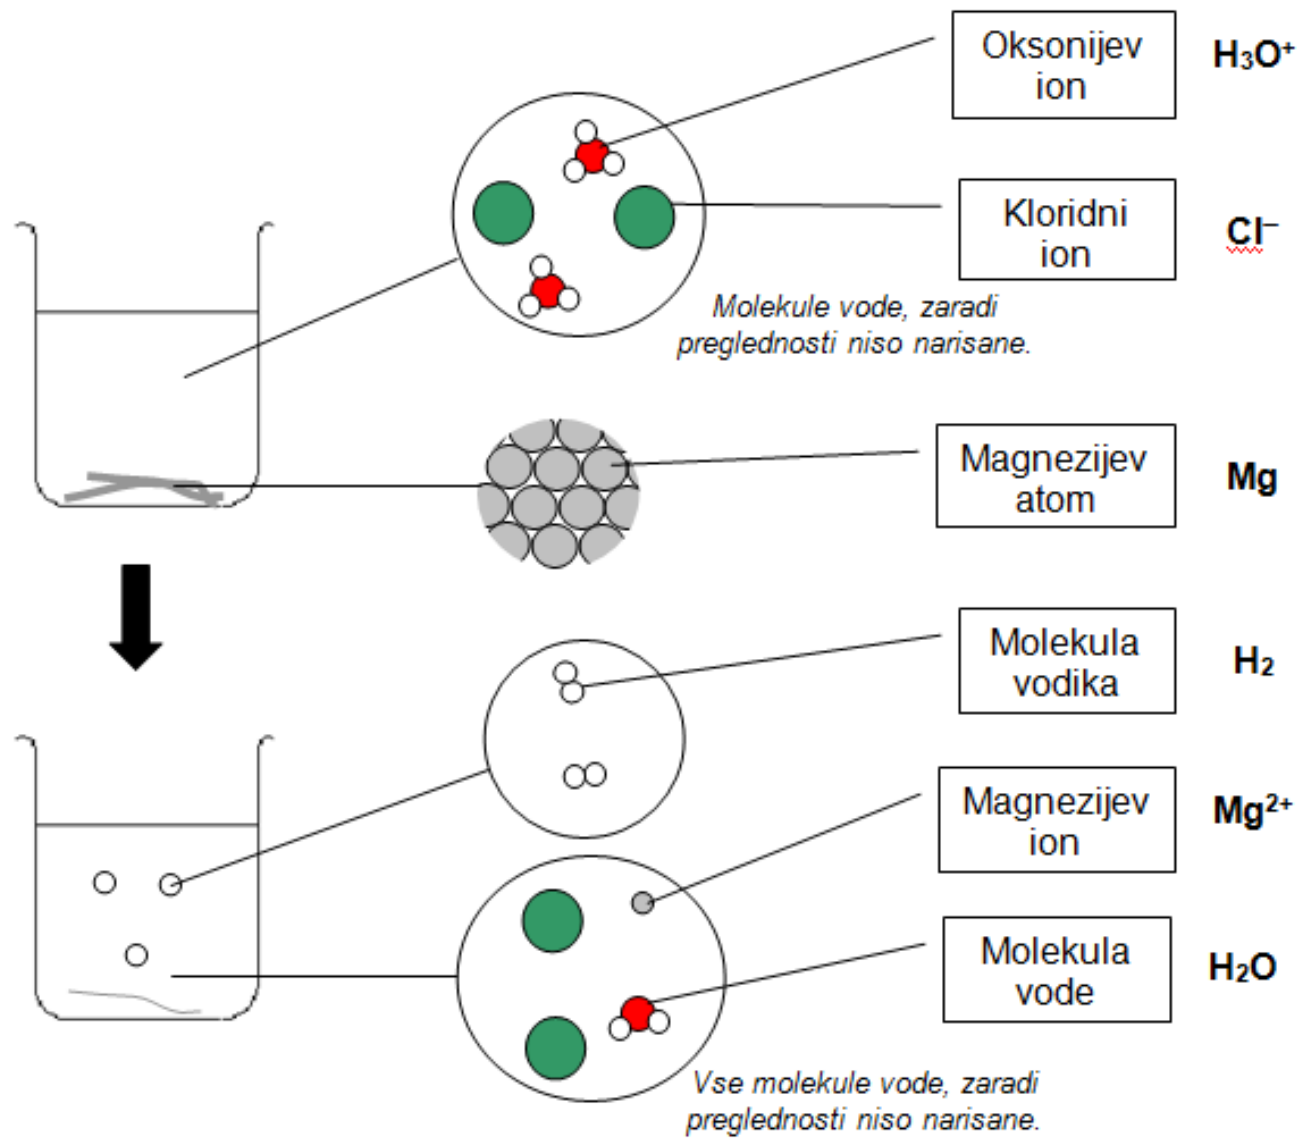 Oksonijev
ion
H₃O⁺
Kloridni
ion
Cl⁻
Molekule vode, zaradi
preglednosti niso narisane.
Magnezijev
atom
Mg
Molekula
vodika
H₂
Magnezijev
ion
Mg²⁺
Molekula
vode
H₂O
Vse molekule vode, zaradi
preglednosti niso narisane.